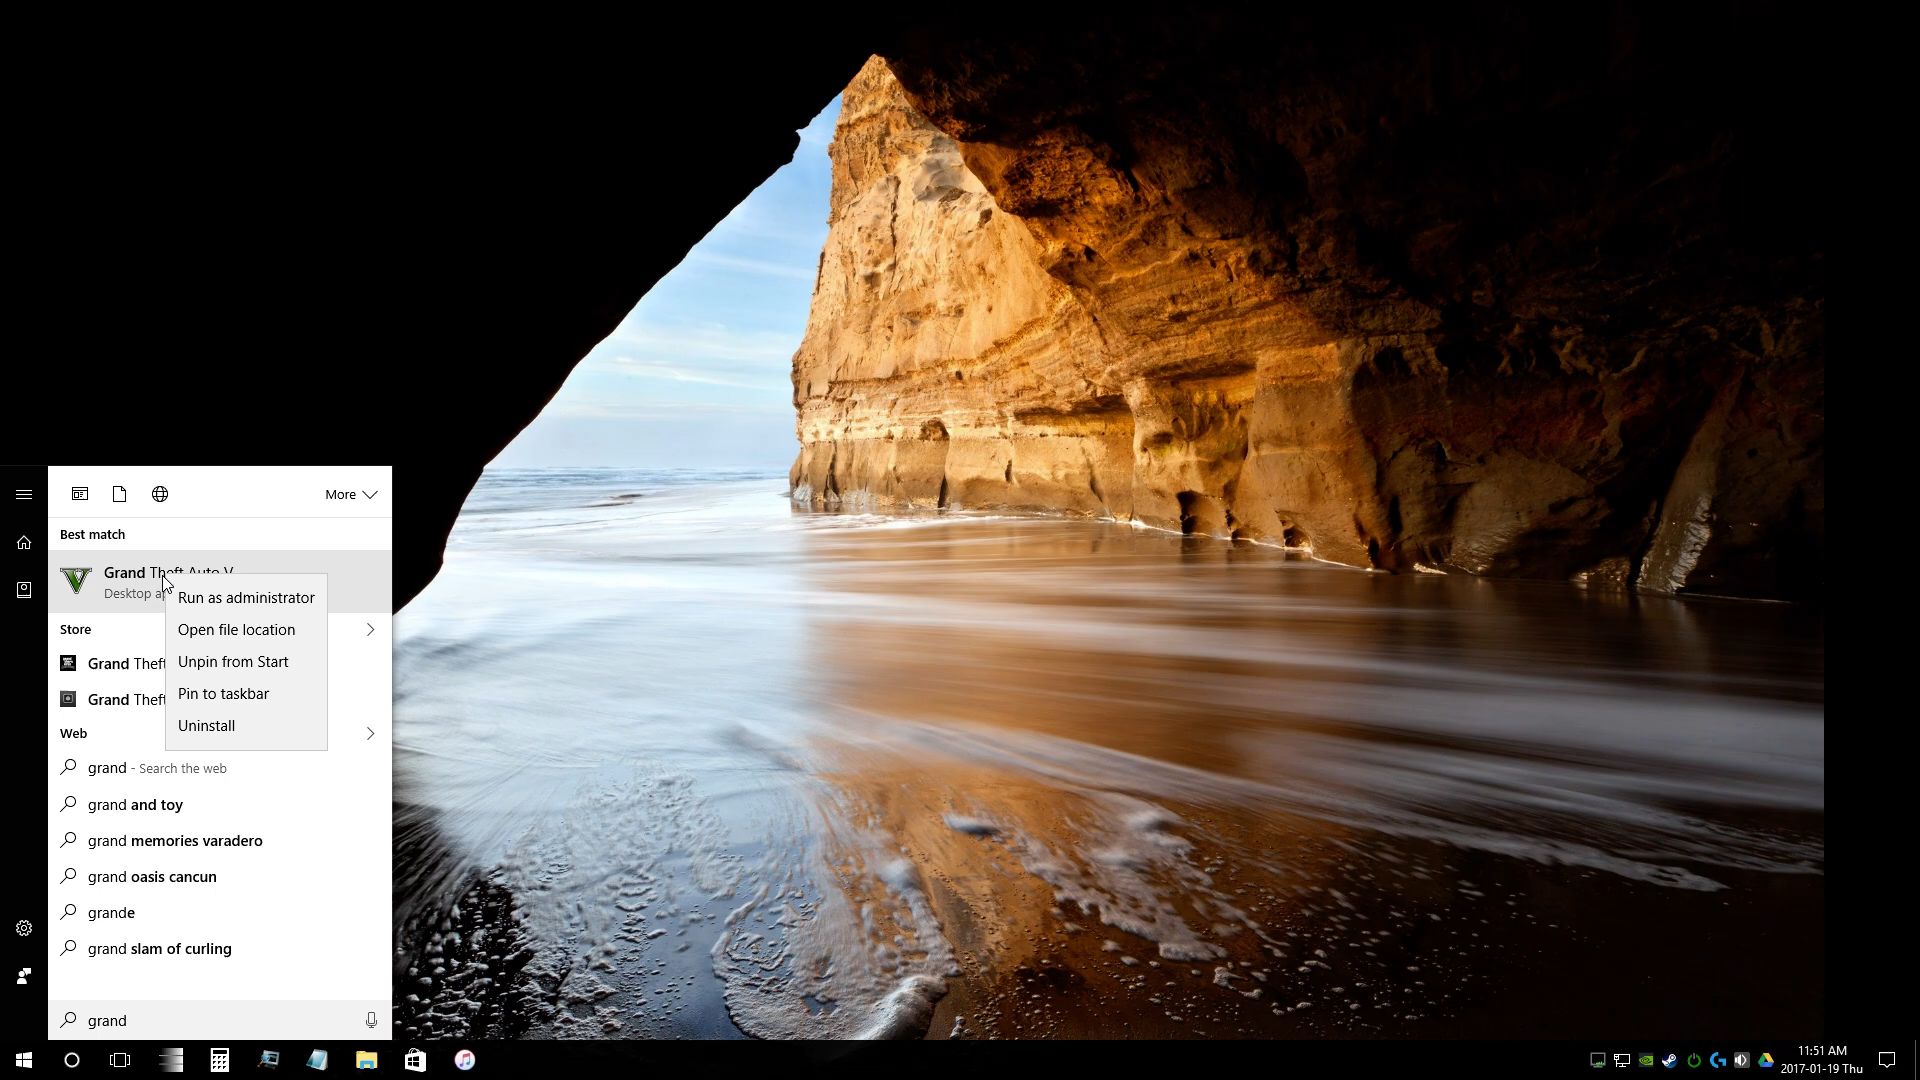 More
Best match
Grand Theft Auto V
Desktop
Run as administrator
Open file location
Unpin from Start
Pin to taskbar
Uninstall
Store
Grand Theft
Grand Theft
Web
grand - Search the web
grand and toy
grand memories varadero
grand oasis cancun
grande
grand slam of curling
grand
11:51 AM
2017-01-19 Thu